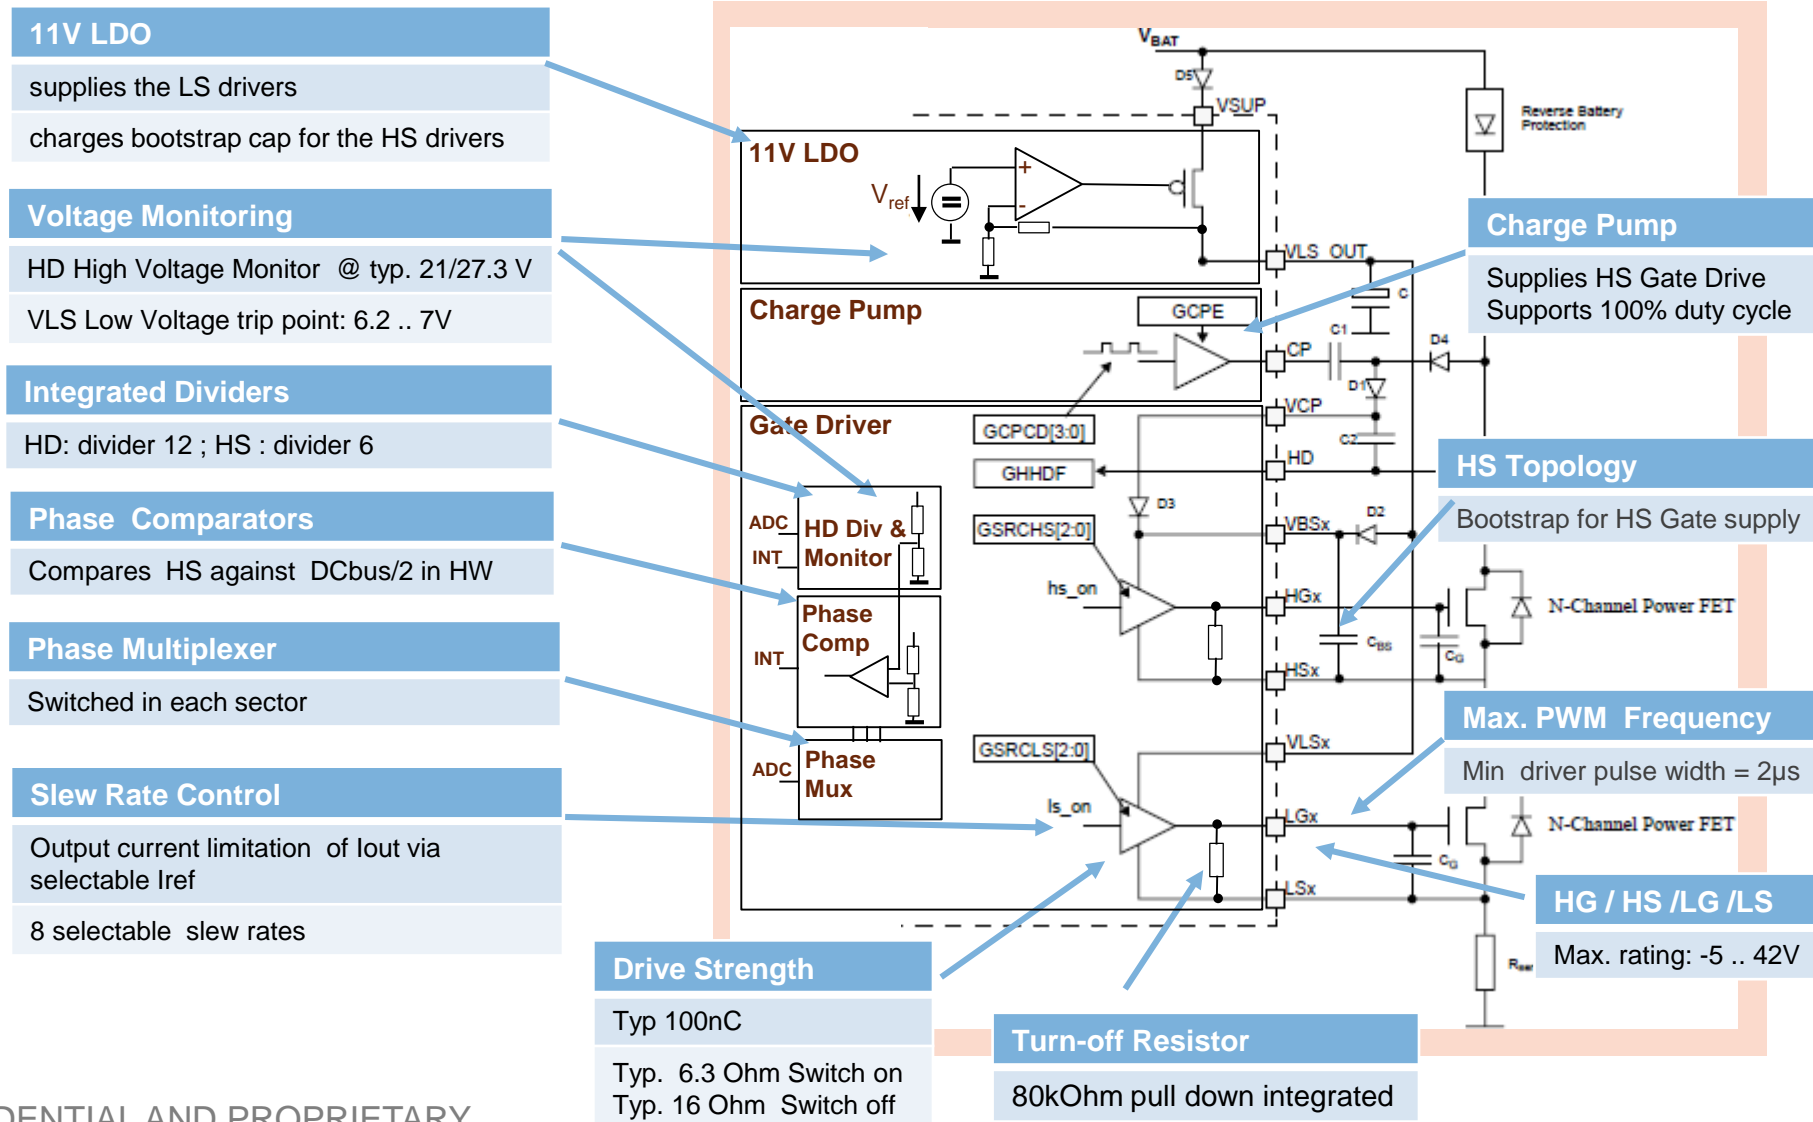 11V LDO
supplies the LS drivers
charges bootstrap cap for the HS drivers
Voltage Monitoring
HD High Voltage Monitor @ typ. 21/27.3 V
VLS Low Voltage trip point: 6.2 .. 7V
Integrated Dividers
HD: divider 12 ; HS : divider 6
Phase Comparators
Compares HS against DCbus/2 in HW
Phase Multiplexer
Switched in each sector
Slew Rate Control
Output current limitation of Iout via
selectable Iref
8 selectable slew rates
Drive Strength
Typ 100nC
Typ. 6.3 Ohm Switch on
Typ. 16 Ohm Switch off
Turn-off Resistor
80kOhm pull down integrated
HG / HS /LG /LS
Max. rating: -5 .. 42V
Max. PWM Frequency
Min driver pulse width = 2µs
HS Topology
Bootstrap for HS Gate supply
Charge Pump
Supplies HS Gate Drive
Supports 100% duty cycle
VBAT
D5
VSUP
Reverse Battery
Protection
11V LDO
Vref
+
-
=
VLS_OUT
C
Charge Pump
GCPE
CP
C1
D4
D1
VCP
C2
HD
Gate Driver
GCPCD[3:0]
GHHDF
D3
D2
VBSx
ADC
INT
HD Div &
Monitor
GSRCHS[2:0]
hs_on
HGx
CBS
CG
HSx
N-Channel Power FET
Phase
Comp
INT
ADC
Phase
Mux
GSRCLS[2:0]
VLSx
ls_on
LGx
CG
LSx
N-Channel Power FET
DENTIAL AND PROPRIETARY